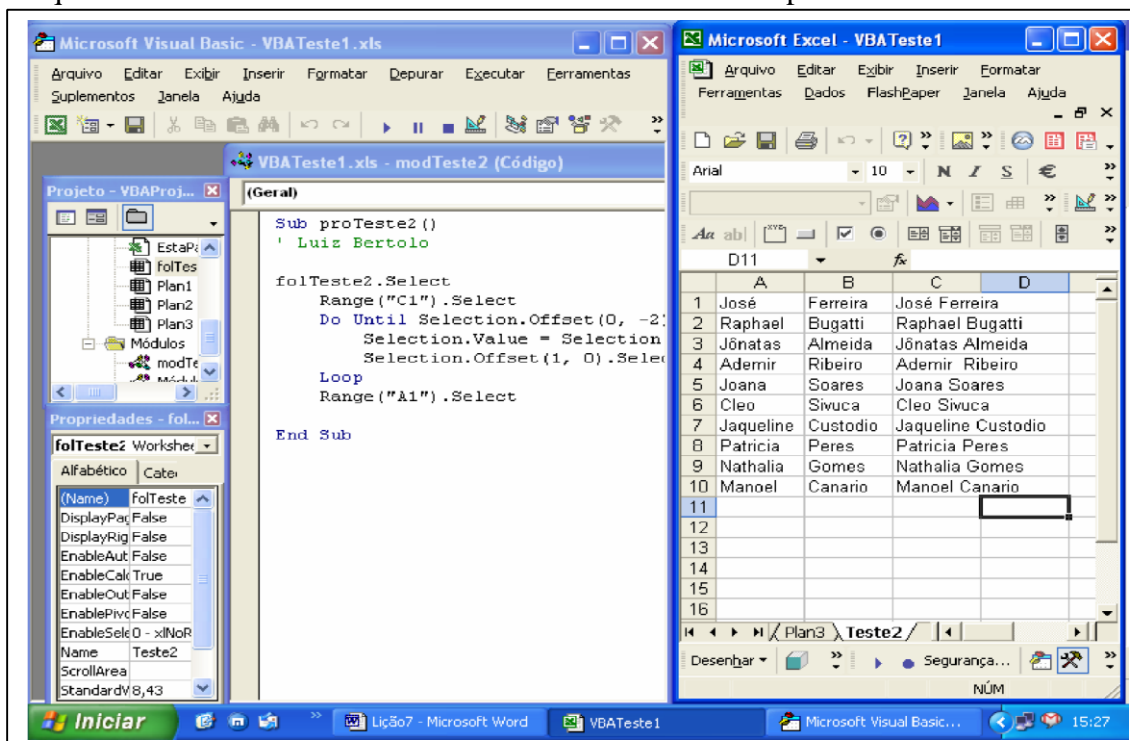 Microsoft Visual Basic - VBATeste1.xls
Arquivo Editar Exibir Inserir Formatar Depurar Executar Ferramentas
Suplementos Janela Ajuda
VBATeste1.xls - modTeste2 (Código)
(Geral)
Projeto - VBAProj...
EstaPa
folTes
Plan1
Plan2
Plan3
Módulos
modTe
Sub proTeste2()
' Luiz Bertolo
folTeste2.Select
Range("C1").Select
Do Until Selection.Offset(0, -2)
Selection.Value = Selection
Selection.Offset(1, 0).Selec
Loop
Range("A1").Select
End Sub
Propriedades - fol...
folTeste2 Workshee
Alfabético Cate
(Name) folTeste
DisplayPag False
DisplayRig False
EnableAut False
EnableCalc True
EnableOut False
EnablePivo False
EnableSele 0 - xlNoR
Name Teste2
ScrollArea
StandardW 8,43
Microsoft Excel - VBATeste1
Arquivo Editar Exibir Inserir Formatar
Ferramentas Dados FlashPaper Janela Ajuda
Arial 10 N I S €
Aa ab| XYZ
D11 fx
A B C D
1 José Ferreira José Ferreira
2 Raphael Bugatti Raphael Bugatti
3 Jônatas Almeida Jônatas Almeida
4 Ademir Ribeiro Ademir Ribeiro
5 Joana Soares Joana Soares
6 Cleo Sivuca Cleo Sivuca
7 Jaqueline Custodio Jaqueline Custodio
8 Patricia Peres Patricia Peres
9 Nathalia Gomes Nathalia Gomes
10 Manoel Canario Manoel Canario
11
12
13
14
15
16
Plan3 Teste2
Desenhar Segurança...
NÚM
Iniciar Lição7 - Microsoft Word VBATeste1 Microsoft Visual Basic... 15:27